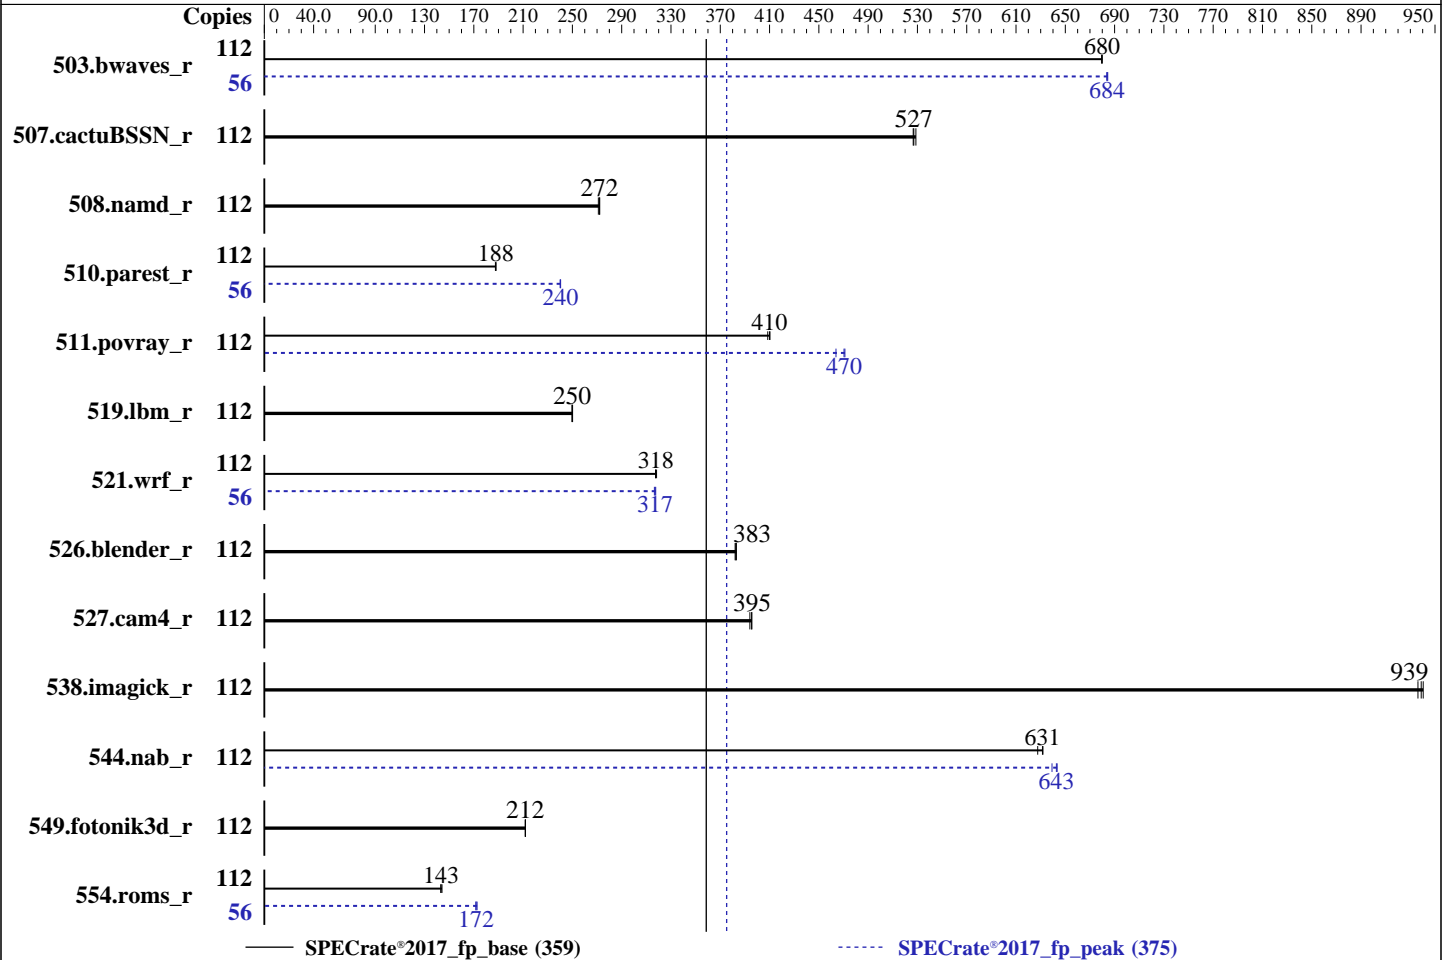 Copies 0 40.0 90.0 130 170 210 250 290 330 370 410 450 490 530 570 610 650 690 730 770 810 850 890 950
503.bwaves_r 112 680
56 684
507.cactuBSSN_r 112 527
508.namd_r 112 272
510.parest_r 112 188
56 240
511.povray_r 112 410
470
519.lbm_r 112 250
521.wrf_r 112 318
56 317
526.blender_r 112 383
527.cam4_r 112 395
538.imagick_r 112 939
544.nab_r 112 631
643
549.fotonik3d_r 112 212
554.roms_r 112 143
56 172
SPECrate®2017_fp_base (359) SPECrate®2017_fp_peak (375)